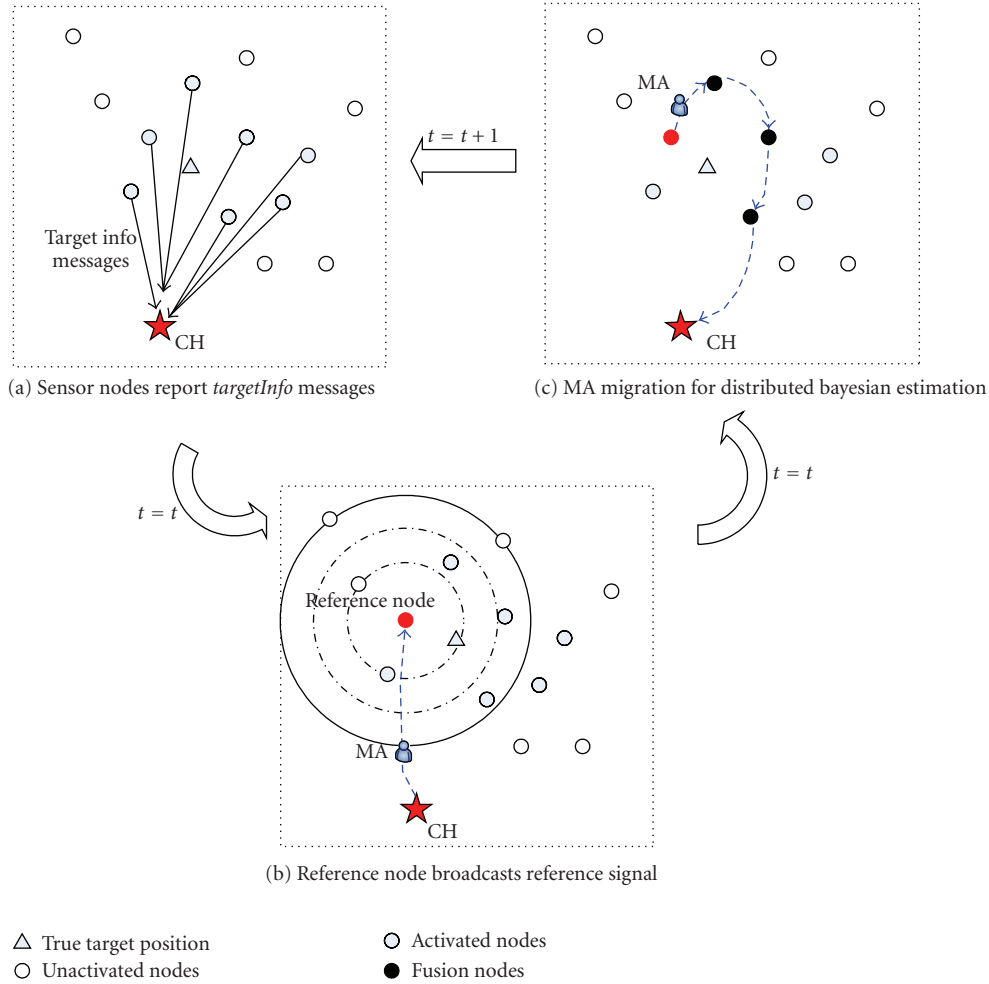 Target info
messages
CH
(a) Sensor nodes report targetInfo messages
t = t + 1
MA
CH
(c) MA migration for distributed bayesian estimation
t = t
t = t
Reference node
MA
CH
(b) Reference node broadcasts reference signal
True target position
Unactivated nodes
Activated nodes
Fusion nodes